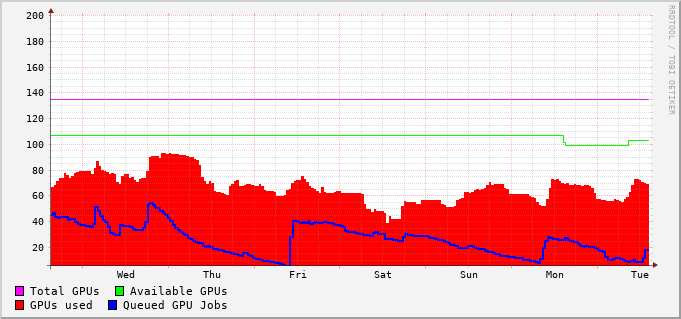 RRDTOOL / TOBI OETIKER
200
180
160
140
120
100
80
60
40
20
Wed Thu Fri Sat Sun Mon Tue
Total GPUs Available GPUs
GPUs used Queued GPU Jobs